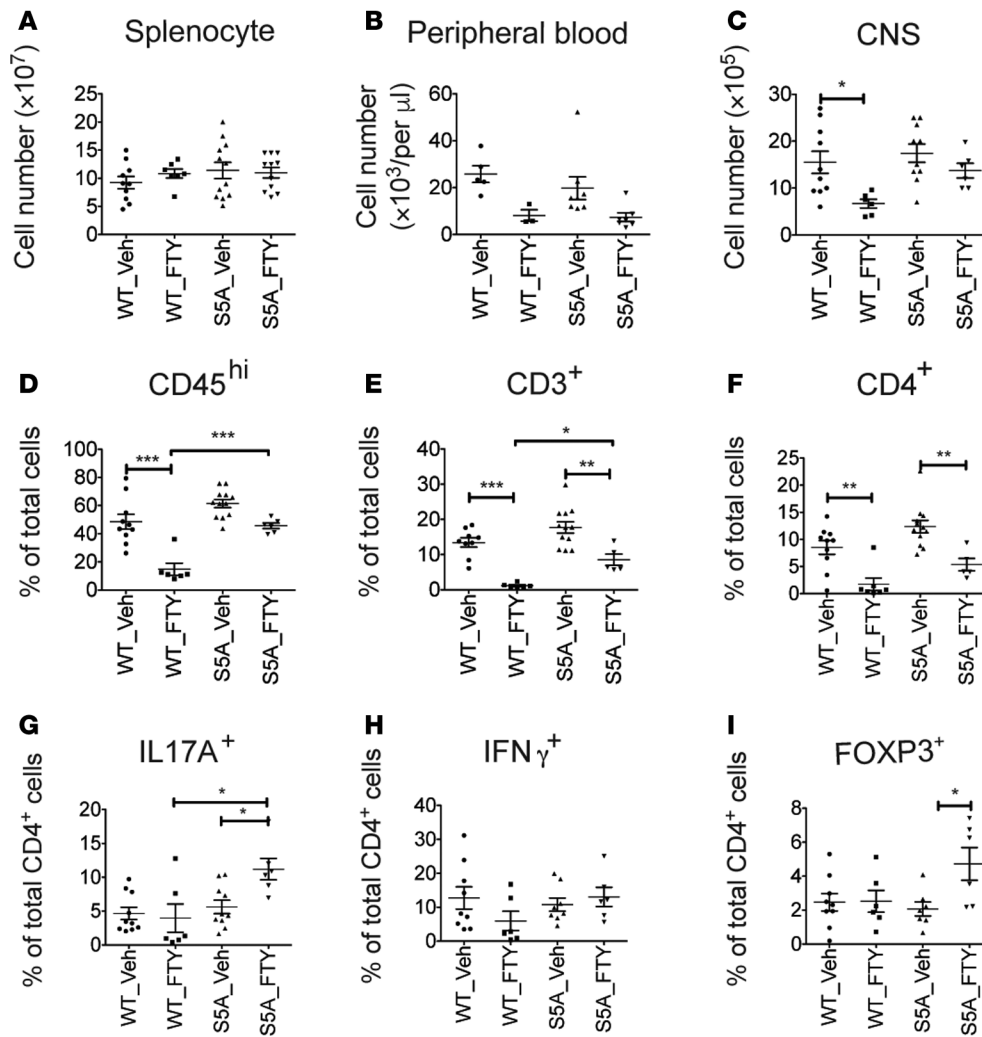 A
Splenocyte
Cell number (×10⁷)
25
20
15
10
5
0
WT_Veh
WT_FTY
S5A_Veh
S5A_FTY
B
Peripheral blood
Cell number
(×10³/per µl)
60
40
20
0
WT_Veh
WT_FTY
S5A_Veh
S5A_FTY
C
CNS
Cell number (×10⁵)
30
20
10
0
*
WT_Veh
WT_FTY
S5A_Veh
S5A_FTY
D
CD45ʰⁱ
% of total cells
100
80
60
40
20
0
***
***
WT_Veh
WT_FTY
S5A_Veh
S5A_FTY
E
CD3⁺
% of total cells
40
30
20
10
0
*
***
**
WT_Veh
WT_FTY
S5A_Veh
S5A_FTY
F
CD4⁺
% of total cells
25
20
15
10
5
0
**
**
WT_Veh
WT_FTY
S5A_Veh
S5A_FTY
G
IL17A⁺
% of total CD4⁺ cells
20
15
10
5
0
*
*
WT_Veh
WT_FTY
S5A_Veh
S5A_FTY
H
IFN γ⁺
% of total CD4⁺ cells
40
30
20
10
0
WT_Veh
WT_FTY
S5A_Veh
S5A_FTY
I
FOXP3⁺
% of total CD4⁺ cells
8
6
4
2
0
*
WT_Veh
WT_FTY
S5A_Veh
S5A_FTY